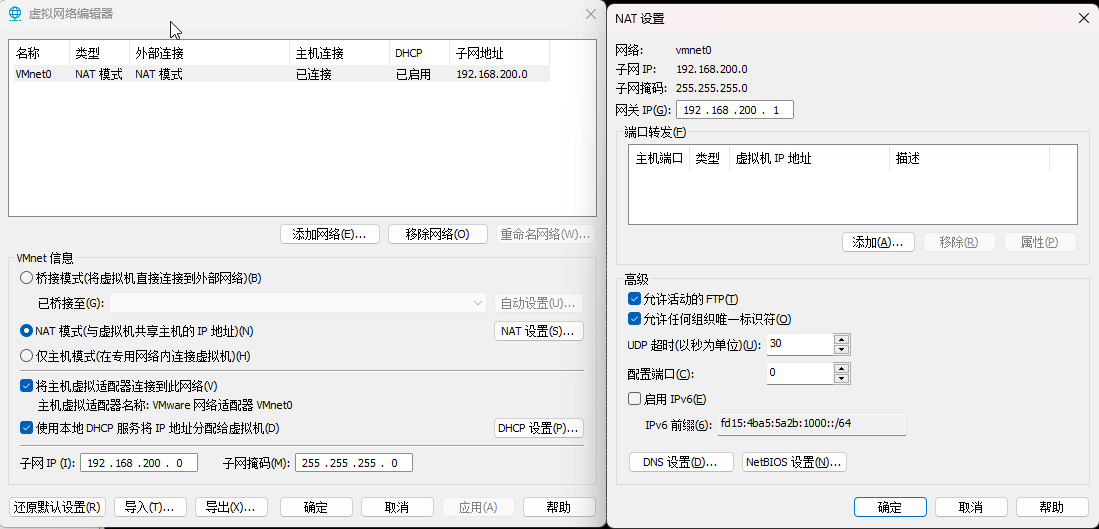 虚拟网络编辑器
名称 类型 外部连接 主机连接 DHCP 子网地址
VMnet0 NAT 模式 NAT 模式 已连接 已启用 192.168.200.0
添加网络(E)... 移除网络(O) 重命名网络(W)...
VMnet 信息
桥接模式(将虚拟机直接连接到外部网络)(B)
已桥接至(G): 自动设置(U)...
NAT 模式(与虚拟机共享主机的 IP 地址)(N) NAT 设置(S)...
仅主机模式(在专用网络内连接虚拟机)(H)
将主机虚拟适配器连接到此网络(V)
主机虚拟适配器名称: VMware 网络适配器 VMnet0
使用本地 DHCP 服务将 IP 地址分配给虚拟机(D) DHCP 设置(P)...
子网 IP (I): 192 . 168 . 200 . 0 子网掩码(M): 255 . 255 . 255 . 0
还原默认设置(R) 导入(T)... 导出(X)... 确定 取消 应用(A) 帮助
NAT 设置
网络: vmnet0
子网 IP: 192.168.200.0
子网掩码: 255.255.255.0
网关 IP(G): 192 . 168 . 200 . 1
端口转发(F)
主机端口 类型 虚拟机 IP 地址 描述
添加(A)... 移除(R) 属性(P)
高级
允许活动的 FTP(T)
允许任何组织唯一标识符(O)
UDP 超时(以秒为单位)(U): 30
配置端口(C): 0
启用 IPv6(E)
IPv6 前缀(6): fd15:4ba5:5a2b:1000::/64
DNS 设置(D)... NetBIOS 设置(N)...
确定 取消 帮助